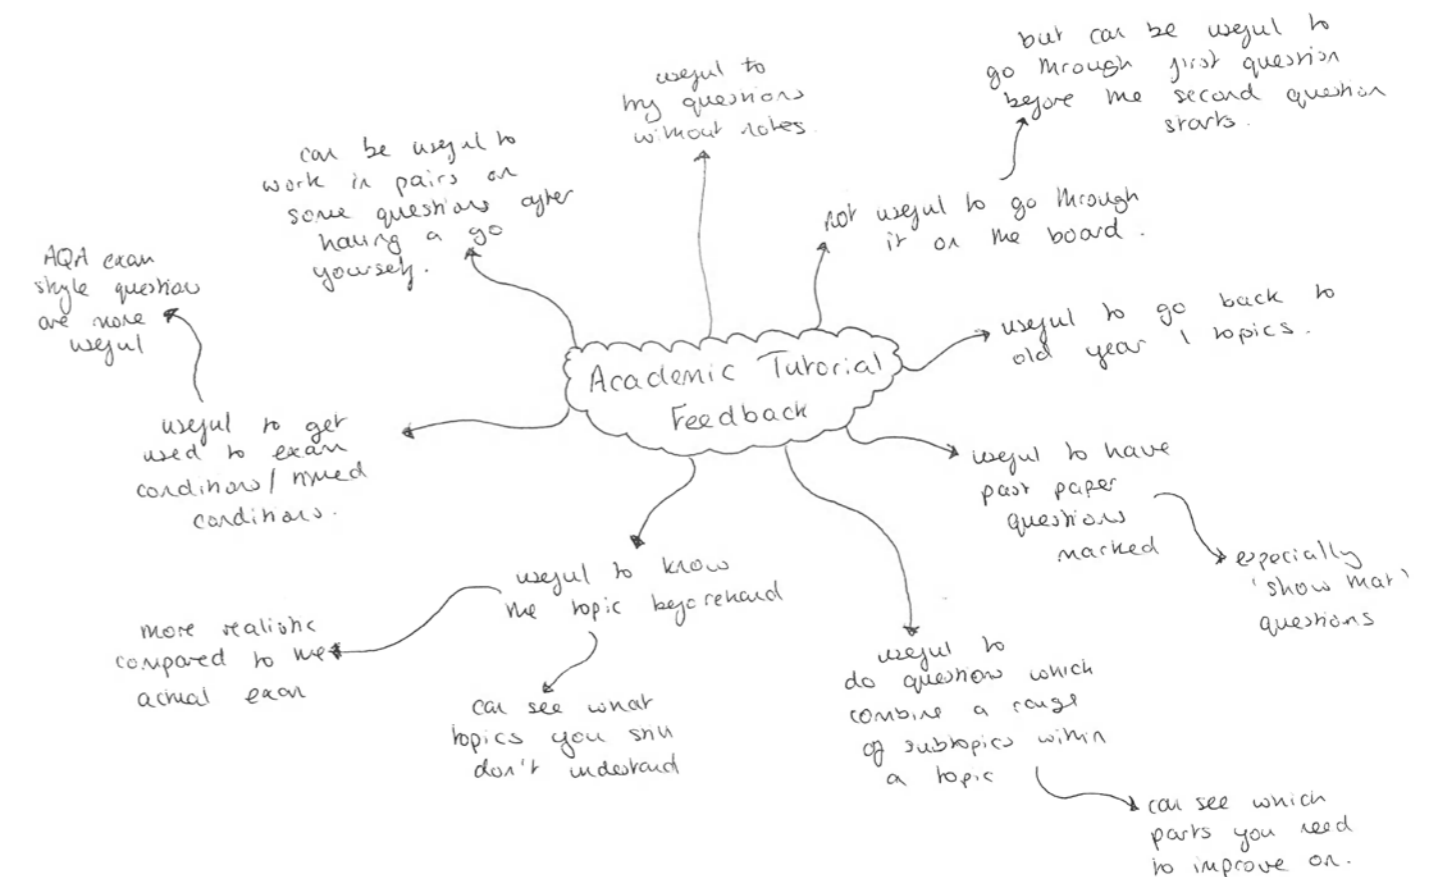 Academic Tutorial
Feedback
useful to
try questions
without notes.
not useful to go through
it on the board.
but can be useful to
go through first question
before the second question
starts.
useful to go back to
old year 1 topics.
useful to have
past paper
questions
marked
especially
'show that'
questions
useful to
do questions which
combine a range
of subtopics within
a topic
can see which
parts you need
to improve on.
useful to know
the topic beforehand
can see what
topics you still
don't understand
more realistic
compared to the
actual exam
useful to get
used to exam
conditions/timed
conditions.
AQA exam
style questions
are more
useful
can be useful to
work in pairs on
some questions after
having a go
yourself.